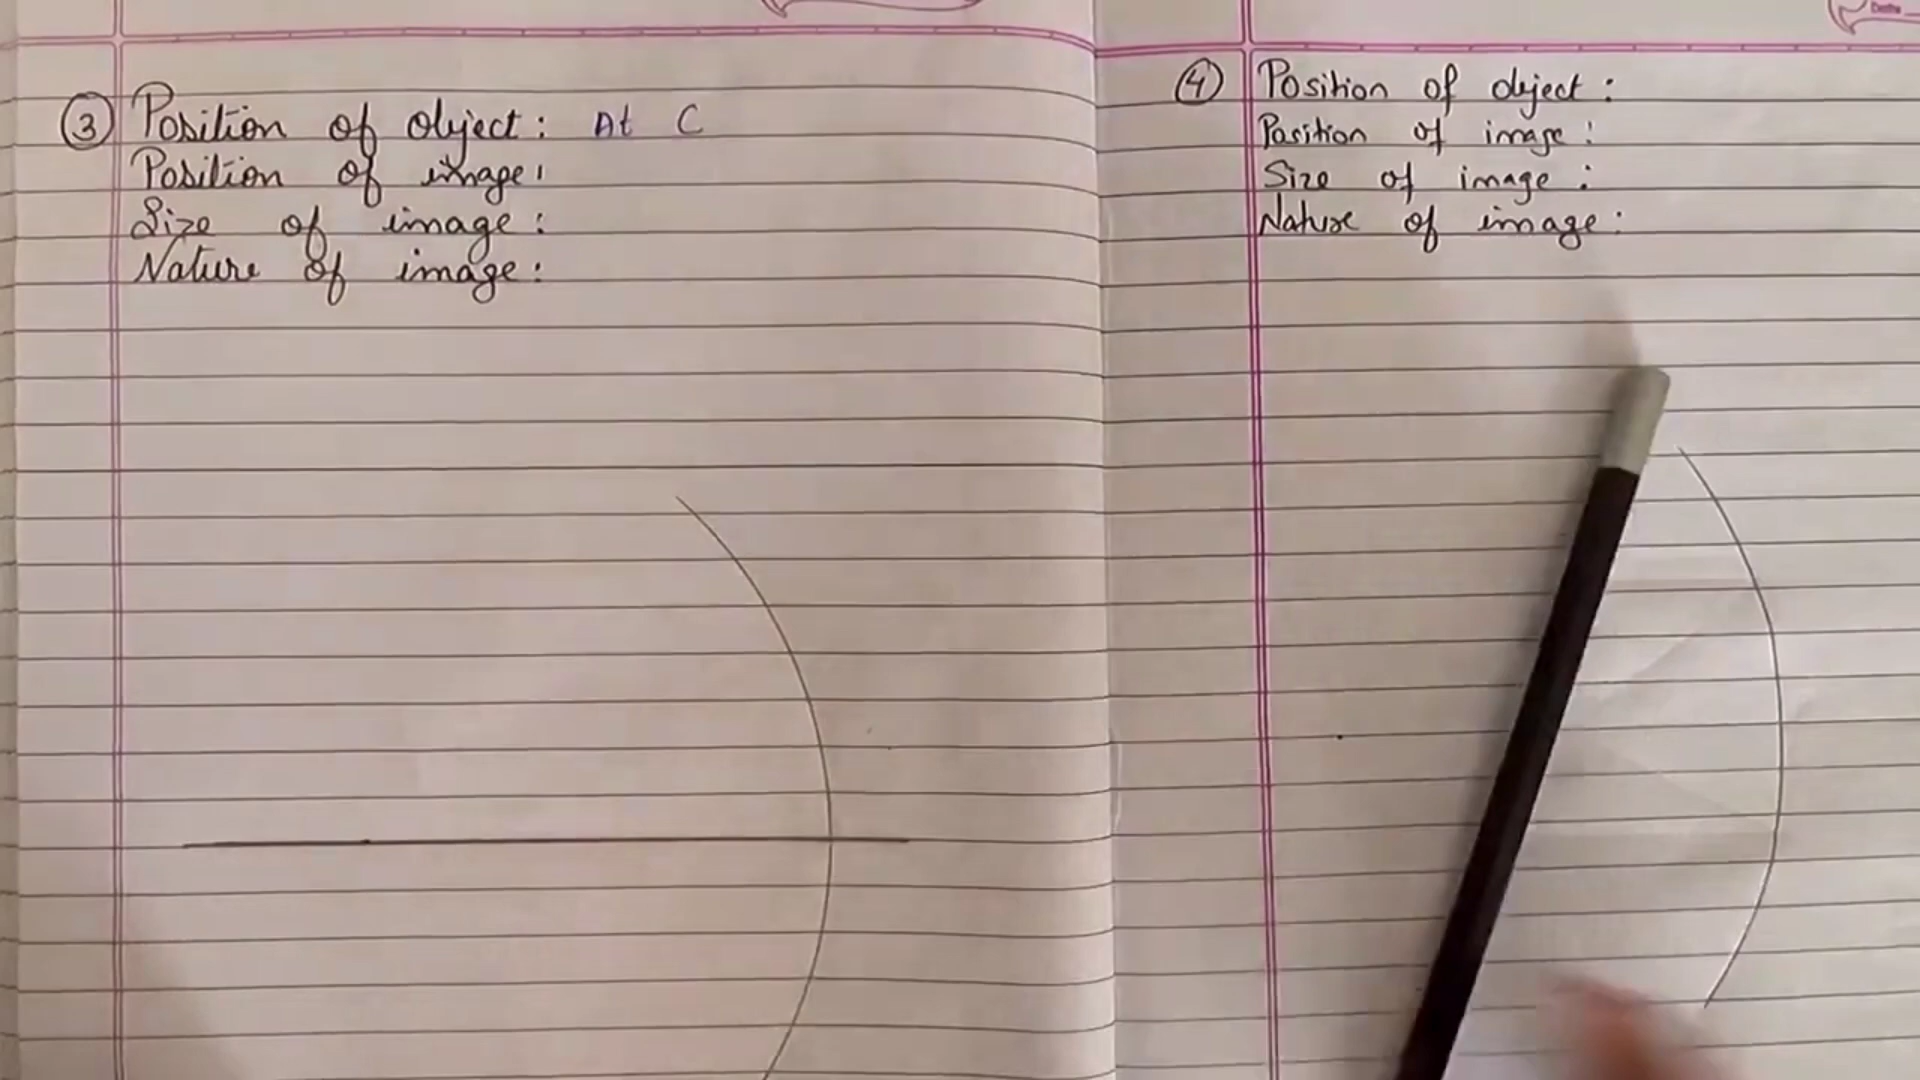 ③ Position of object: At C
Position of image:
Size of image:
Nature of image:
④ Position of object:
Position of image:
Size of image:
Nature of image: